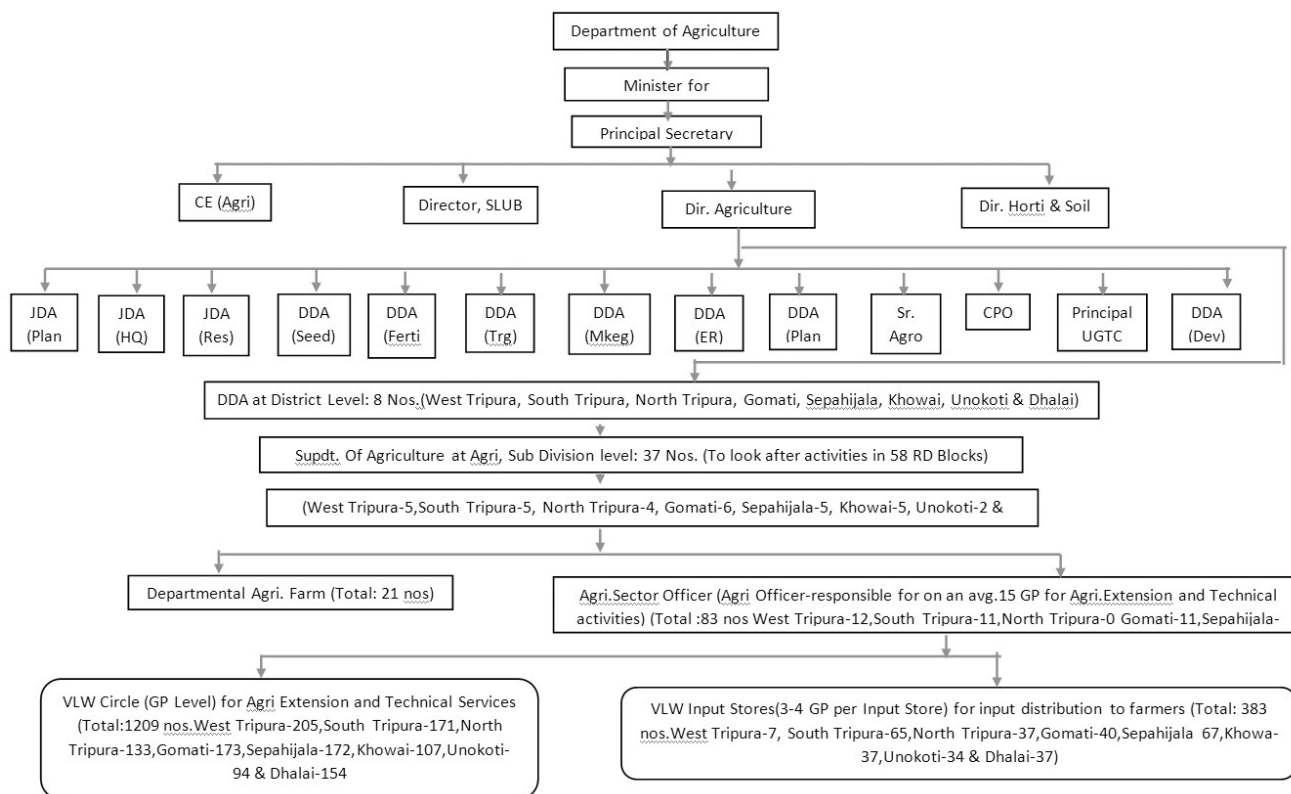 Department of Agriculture
Minister for
Principal Secretary
CE (Agri)
Director, SLUB
Dir. Agriculture
Dir. Horti & Soil
JDA
(Plan
JDA
(HQ)
JDA
(Res)
DDA
(Seed)
DDA
(Ferti
DDA
(Trg)
DDA
(Mkeg)
DDA
(ER)
DDA
(Plan
Sr.
Agro
CPO
Principal
UGTC
DDA
(Dev)
DDA at District Level: 8 Nos.(West Tripura, South Tripura, North Tripura, Gomati, Sepahijala, Khowai, Unokoti & Dhalai)
Supdt. Of Agriculture at Agri, Sub Division level: 37 Nos. (To look after activities in 58 RD Blocks)
(West Tripura-5,South Tripura-5, North Tripura-4, Gomati-6, Sepahijala-5, Khowai-5, Unokoti-2 &
Departmental Agri. Farm (Total: 21 nos)
Agri.Sector Officer (Agri Officer-responsible for on an avg.15 GP for Agri.Extension and Technical
activities) (Total :83 nos West Tripura-12,South Tripura-11,North Tripura-0 Gomati-11,Sepahijala-
VLW Circle (GP Level) for Agri Extension and Technical Services
(Total:1209 nos.West Tripura-205,South Tripura-171,North
Tripura-133,Gomati-173,Sepahijala-172,Khowai-107,Unokoti-
94 & Dhalai-154
VLW Input Stores(3-4 GP per Input Store) for input distribution to farmers (Total: 383
nos.West Tripura-7, South Tripura-65,North Tripura-37,Gomati-40,Sepahijala 67,Khowa-
37,Unokoti-34 & Dhalai-37)